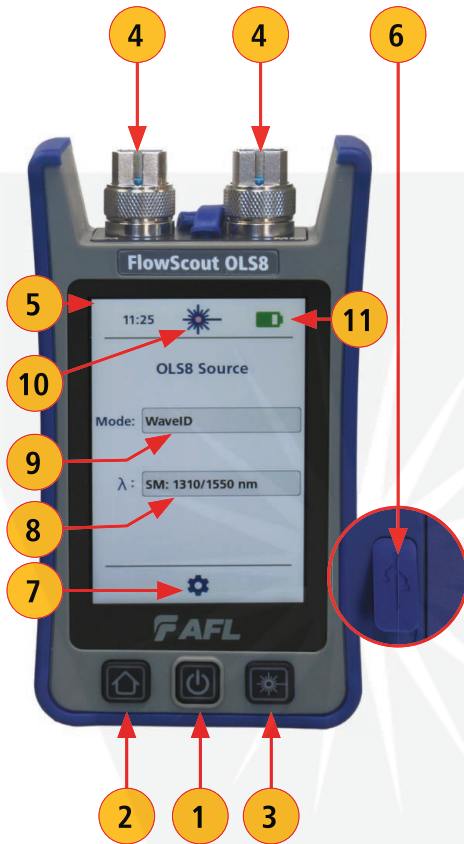 4 4 6
FlowScout OLS8
5 11:25 11
10
OLS8 Source
Mode: WaveID
9
λ: SM: 1310/1550 nm
8
7
AFL
2 1 3